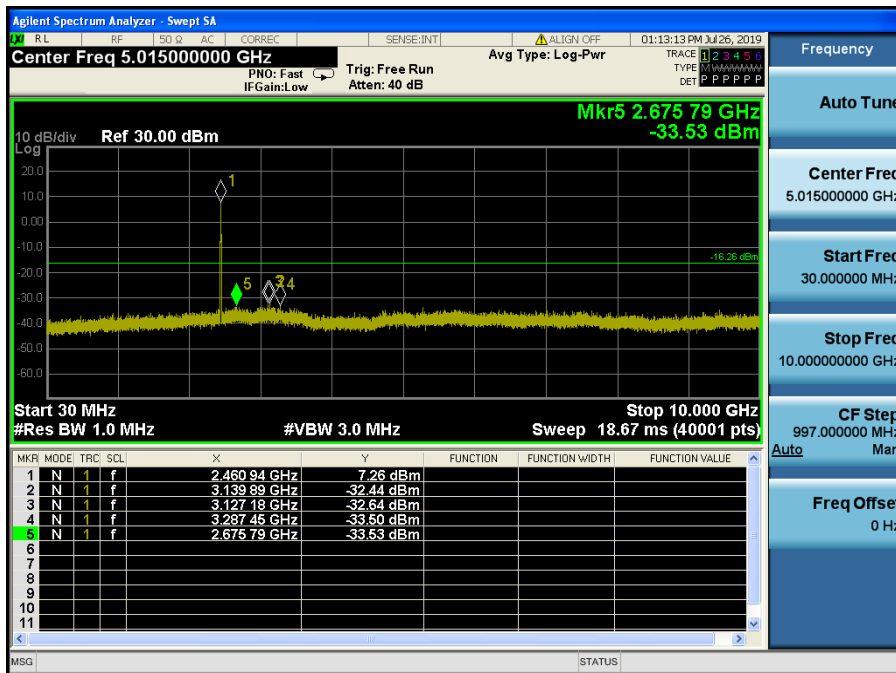 Agilent Spectrum Analyzer - Swept SA
LXI RL RF 50 Ω AC CORREC SENSE:INT ALIGN OFF 01:13:13 PM Jul 26, 2019
Center Freq 5.015000000 GHz
PNO: Fast
IFGain:Low
Trig: Free Run
Atten: 40 dB
Avg Type: Log-Pwr
TRACE 1 2 3 4 5 6
TYPE M WWWWW
DET P P P P P P
Mkr5 2.675 79 GHz
-33.53 dBm
10 dB/div Ref 30.00 dBm
Log
20.0
10.0
0.00
-10.0
-20.0
-30.0
-40.0
-50.0
-60.0
1
5
4
-16.26 dBm
Start 30 MHz Stop 10.000 GHz
#Res BW 1.0 MHz #VBW 3.0 MHz Sweep 18.67 ms (40001 pts)
MKR MODE TRC SCL X Y FUNCTION FUNCTION WIDTH FUNCTION VALUE
1 N 1 f 2.460 94 GHz 7.26 dBm
2 N 1 f 3.139 89 GHz -32.44 dBm
3 N 1 f 3.127 18 GHz -32.64 dBm
4 N 1 f 3.287 45 GHz -33.50 dBm
5 N 1 f 2.675 79 GHz -33.53 dBm
6
7
8
9
10
11
MSG STATUS
Frequency
Auto Tune
Center Freq
5.015000000 GHz
Start Freq
30.000000 MHz
Stop Freq
10.000000000 GHz
CF Step
997.000000 MHz
Auto Man
Freq Offset
0 Hz